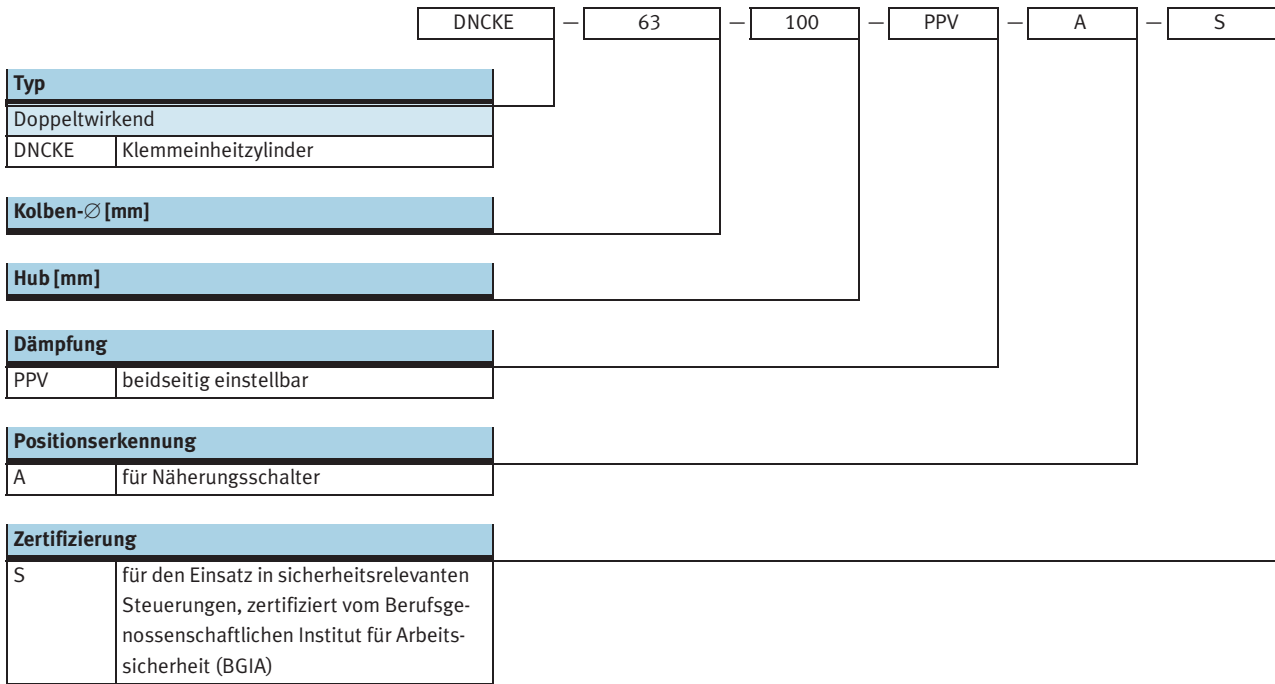 DNCKE — 63 — 100 — PPV — A — S
Typ
Doppeltwirkend
DNCKE Klemmeinheitzylinder
Kolben-∅ [mm]
Hub [mm]
Dämpfung
PPV beidseitig einstellbar
Positionserkennung
A für Näherungsschalter
Zertifizierung
S für den Einsatz in sicherheitsrelevanten
Steuerungen, zertifiziert vom Berufsge-
nossenschaftlichen Institut für Arbeits-
sicherheit (BGIA)